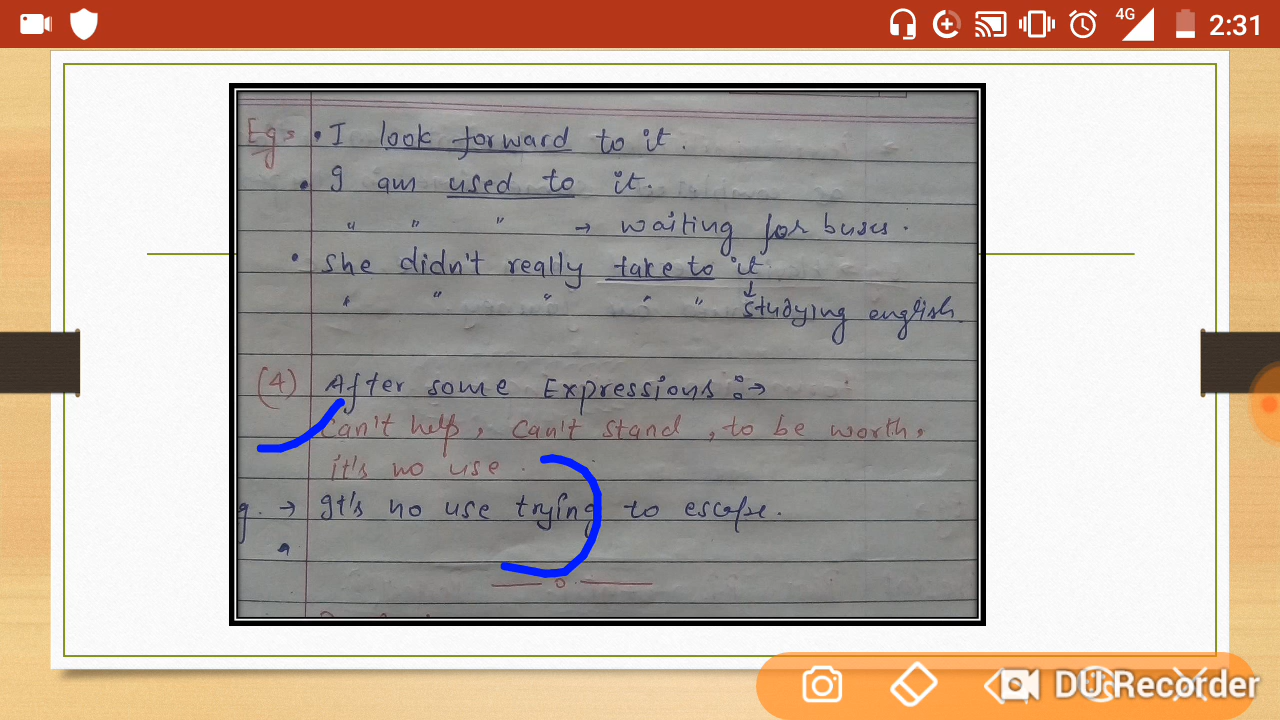 4G 2:31
Eg: • I look forward to it.
• I am used to it.
" " " → waiting for buses.
• She didn't really take to it
" " " " " ↓ studying english.
(4) After some Expressions :→
Can't help, can't stand, to be worth,
it's no use.
g. → It's no use trying to escape.
DU Recorder